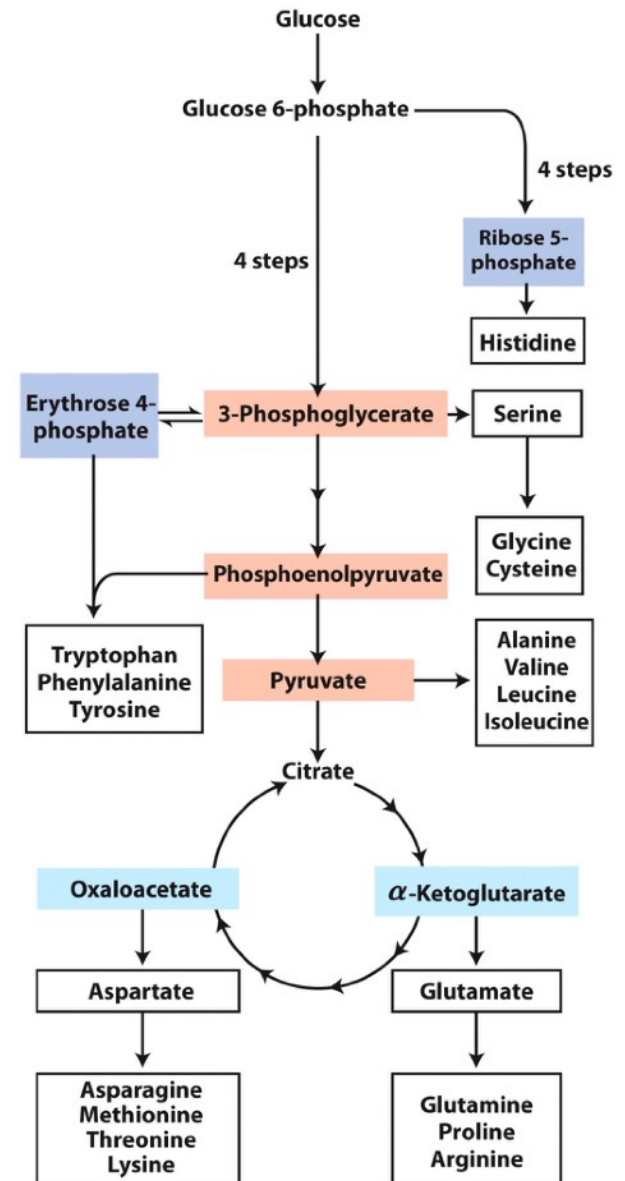 Glucose
Glucose 6-phosphate
4 steps
Ribose 5-
phosphate
4 steps
Histidine
Erythrose 4-
phosphate
3-Phosphoglycerate
Serine
Glycine
Cysteine
Phosphoenolpyruvate
Tryptophan
Phenylalanine
Tyrosine
Pyruvate
Alanine
Valine
Leucine
Isoleucine
Citrate
Oxaloacetate
α-Ketoglutarate
Aspartate
Glutamate
Asparagine
Methionine
Threonine
Lysine
Glutamine
Proline
Arginine